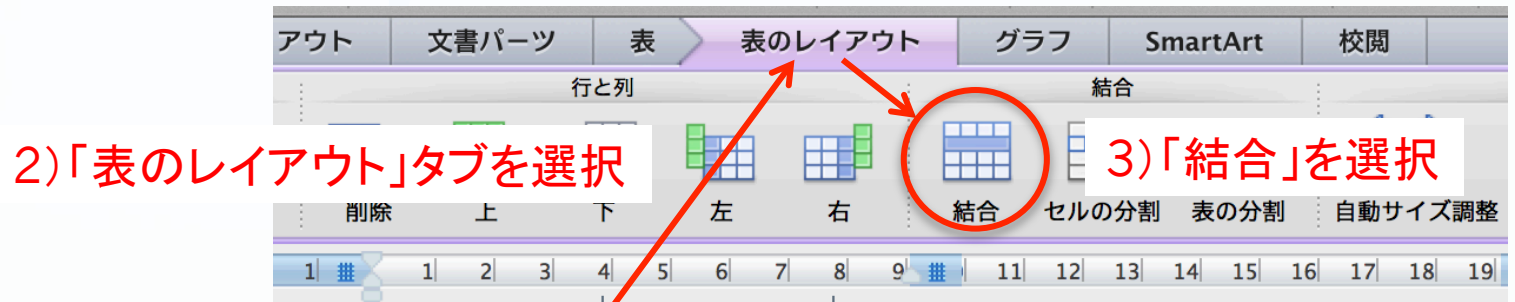 アウト 文書パーツ 表 表のレイアウト グラフ SmartArt 校閲
行と列 結合
2)「表のレイアウト」タブを選択
3)「結合」を選択
削除 上 下 左 右 結合 セルの分割 表の分割 自動サイズ調整
1 1 2 3 4 5 6 7 8 9 11 12 13 14 15 16 17 18 19